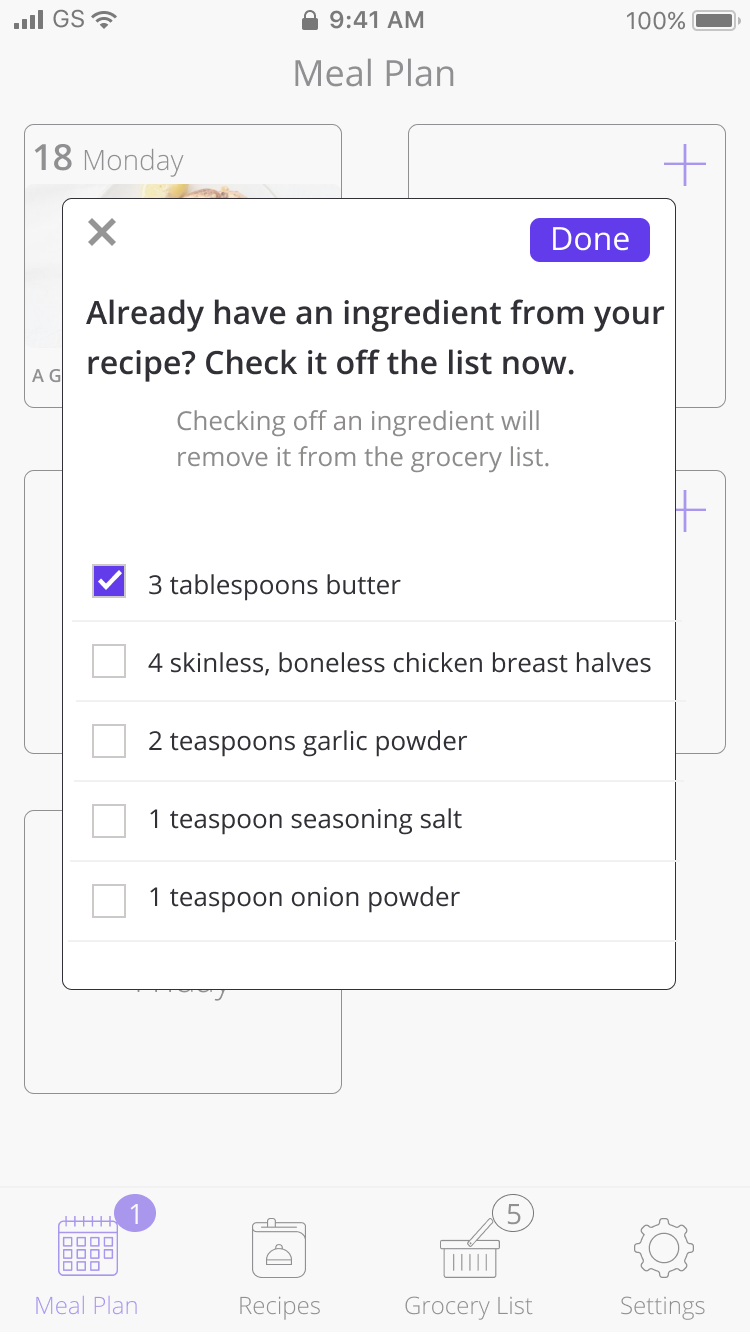 GS 9:41 AM 100%
Meal Plan
18 Monday
Done
Already have an ingredient from your
recipe? Check it off the list now.
A G
Checking off an ingredient will
remove it from the grocery list.
3 tablespoons butter
4 skinless, boneless chicken breast halves
2 teaspoons garlic powder
1 teaspoon seasoning salt
1 teaspoon onion powder
1 5
Meal Plan Recipes Grocery List Settings